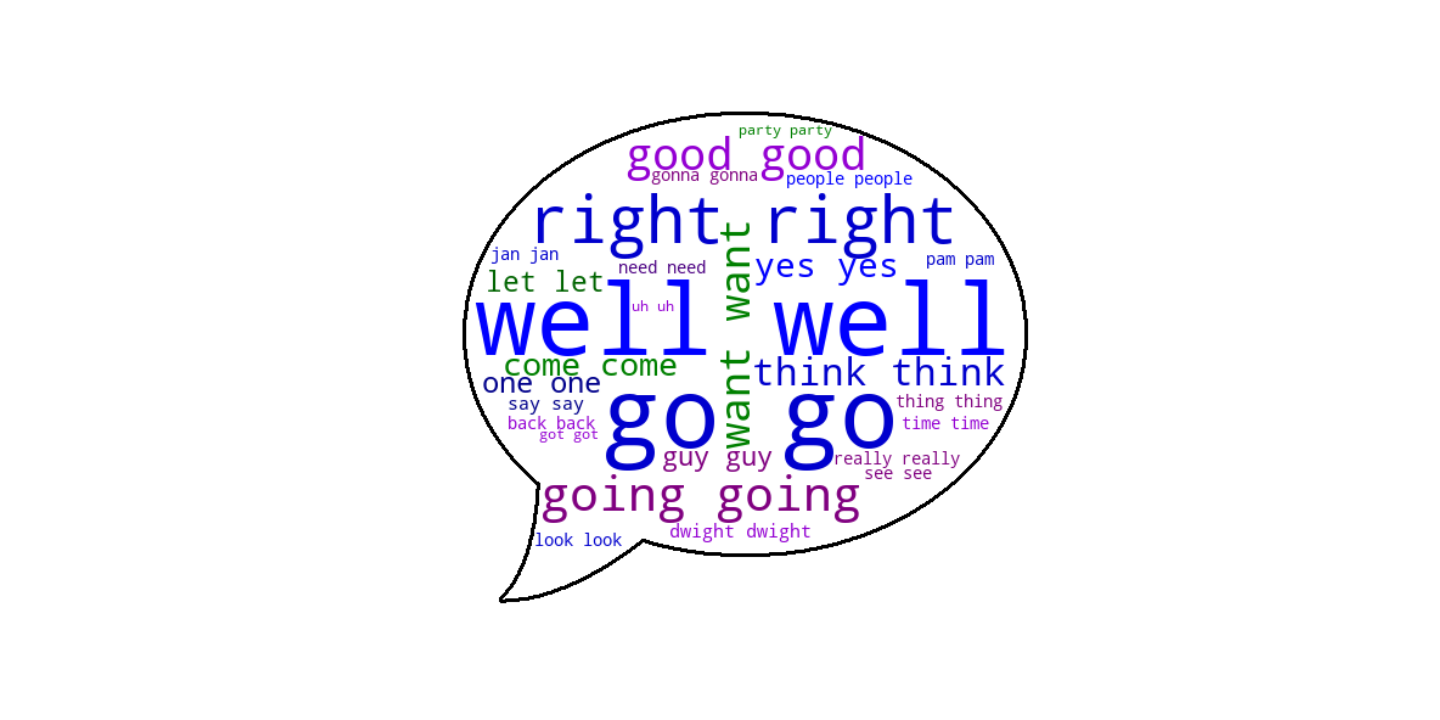 party party
good good
gonna gonna
people people
right right
want want
jan jan
need need
yes yes
pam pam
let let
well well
uh uh
come come
think think
one one
go go
say say
thing thing
back back
time time
got got
guy guy
really really
see see
going going
dwight dwight
look look